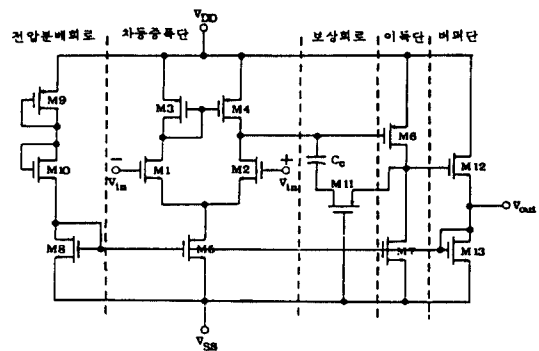 V_DD
전압분배회로 차동증폭단 보상회로 이득단 버퍼단
M9 M3 M4 M6
M10 M1 M2 C_c M11 M12
− V_in + V_in
V_out
M8 M5 M7 M13
V_SS